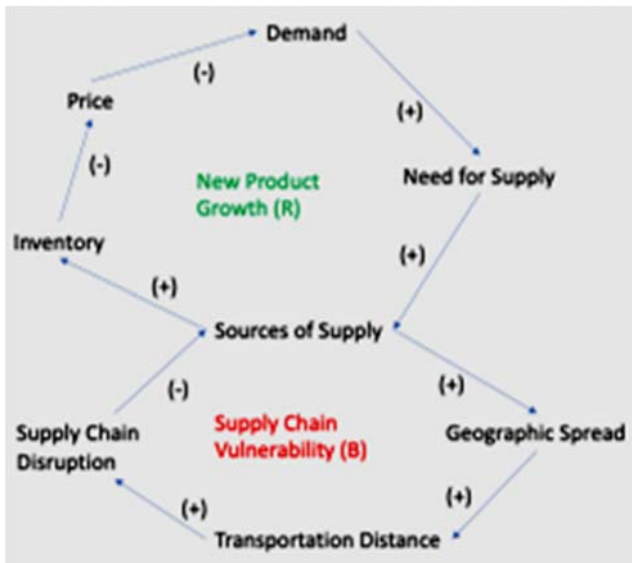 Demand
(-)
Price
(+)
(-)
New Product
Growth (R)
Need for Supply
Inventory
(+)
(+)
Sources of Supply
(-)
(+)
Supply Chain
Disruption
Supply Chain
Vulnerability (B)
Geographic Spread
(+)
(+)
Transportation Distance